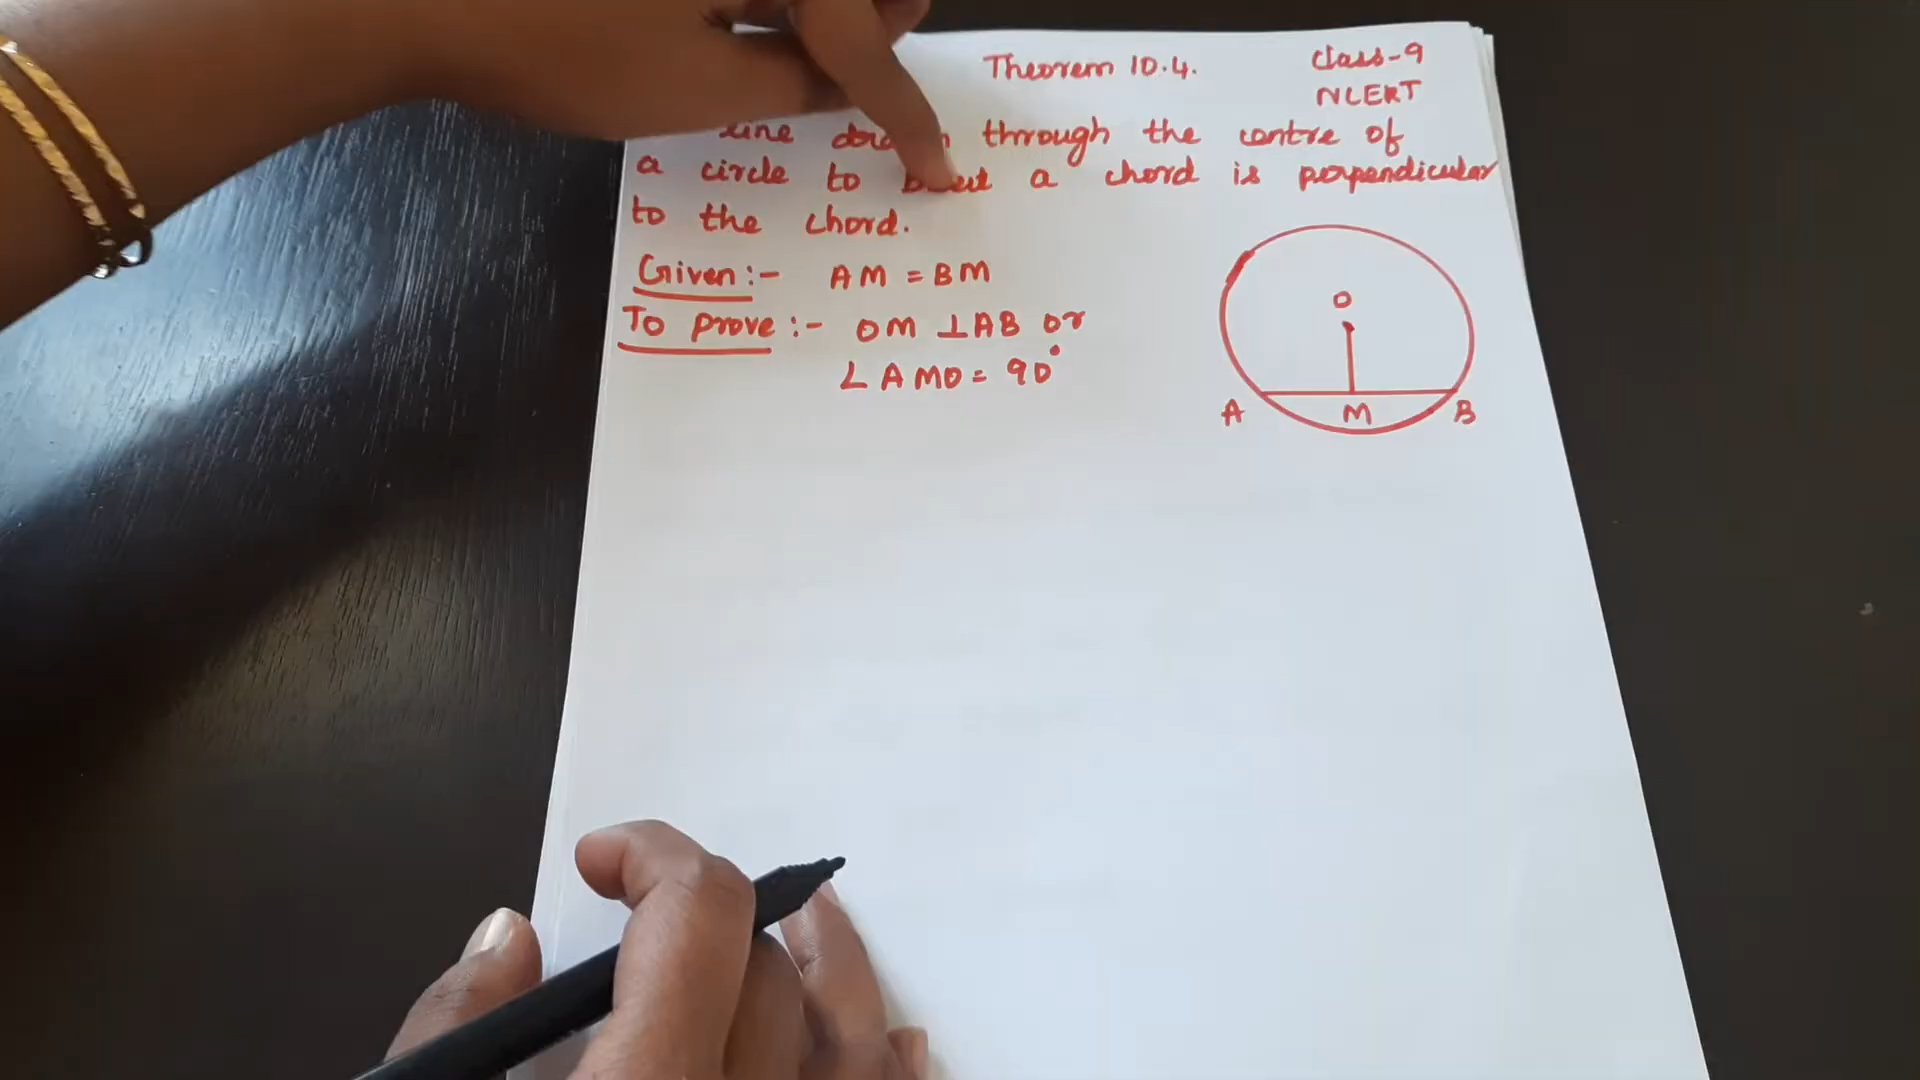 Theorem 10.4.
Class-9
NCERT
line through the centre of
a circle to a chord is perpendicular
to the chord.
Given:- AM = BM
To prove:- OM ⊥AB or
∠AMO = 90°
O
A M B